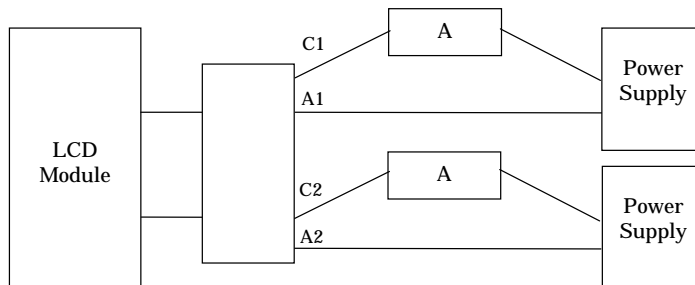 C1
A
Power
Supply
A1
LCD
Module
C2
A
Power
Supply
A2